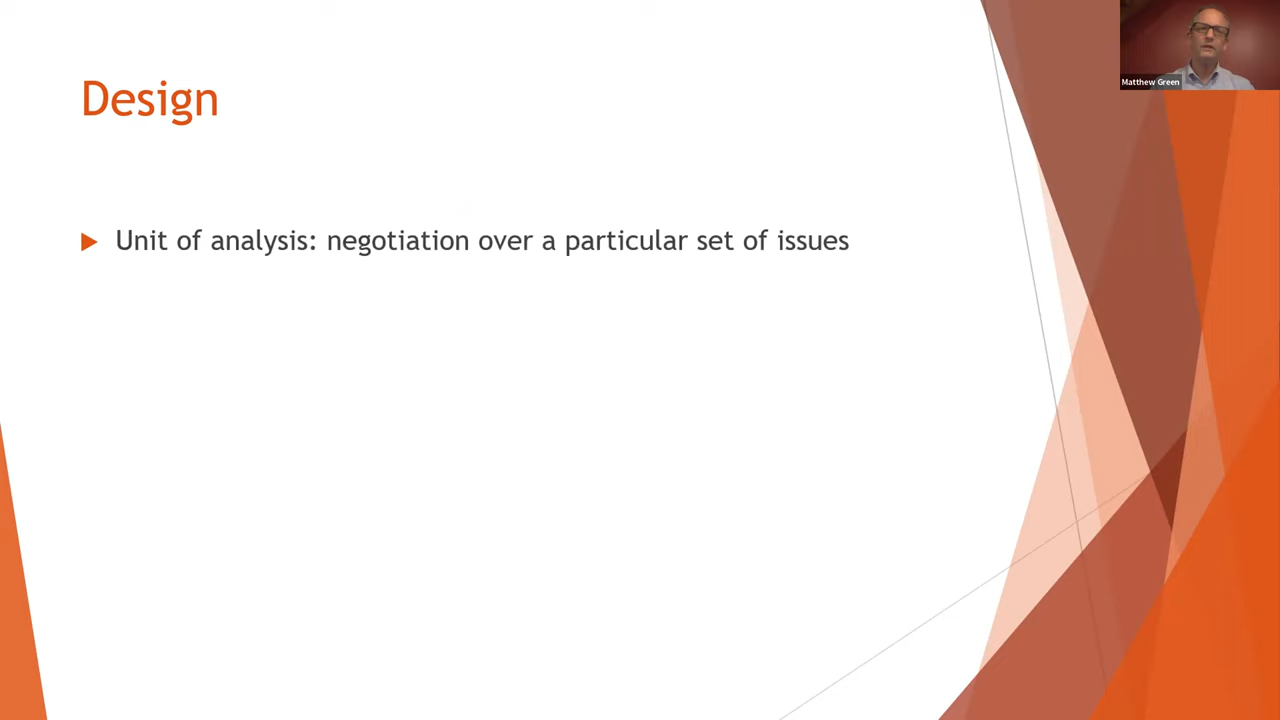 Design
Unit of analysis: negotiation over a particular set of issues
Matthew Green